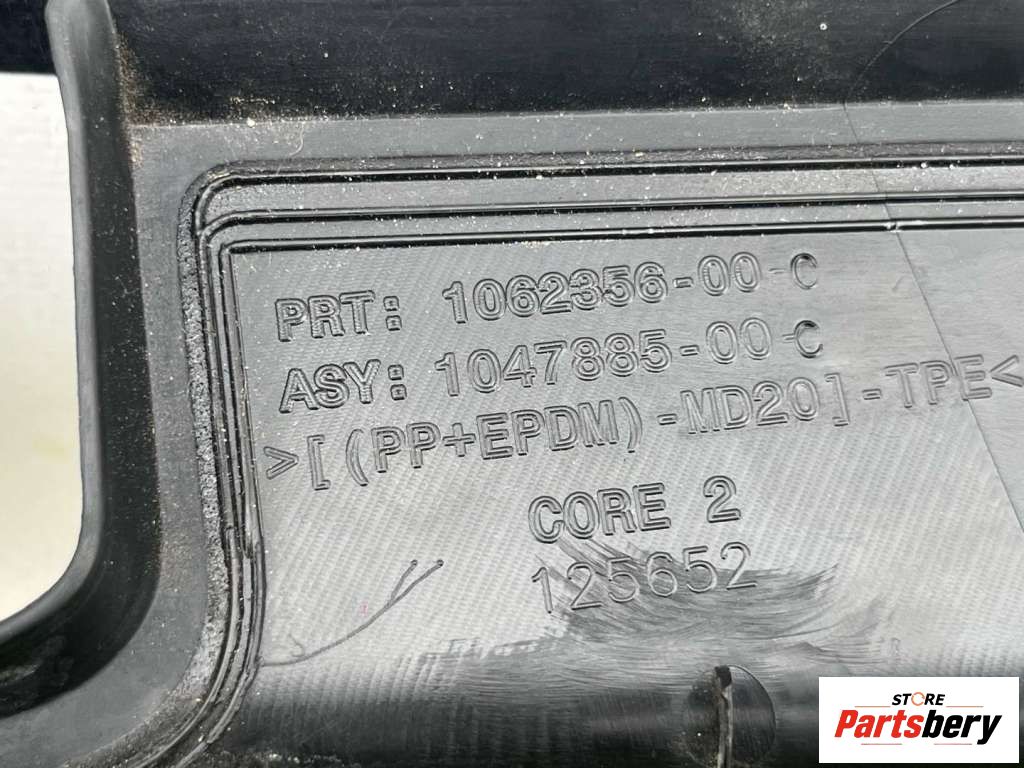 PRT: 1062356-00-C
ASY: 1047885-00-C
>[(PP+EPDM)-MD20]-TPE<
CORE 2
125652
STORE
Partsbery